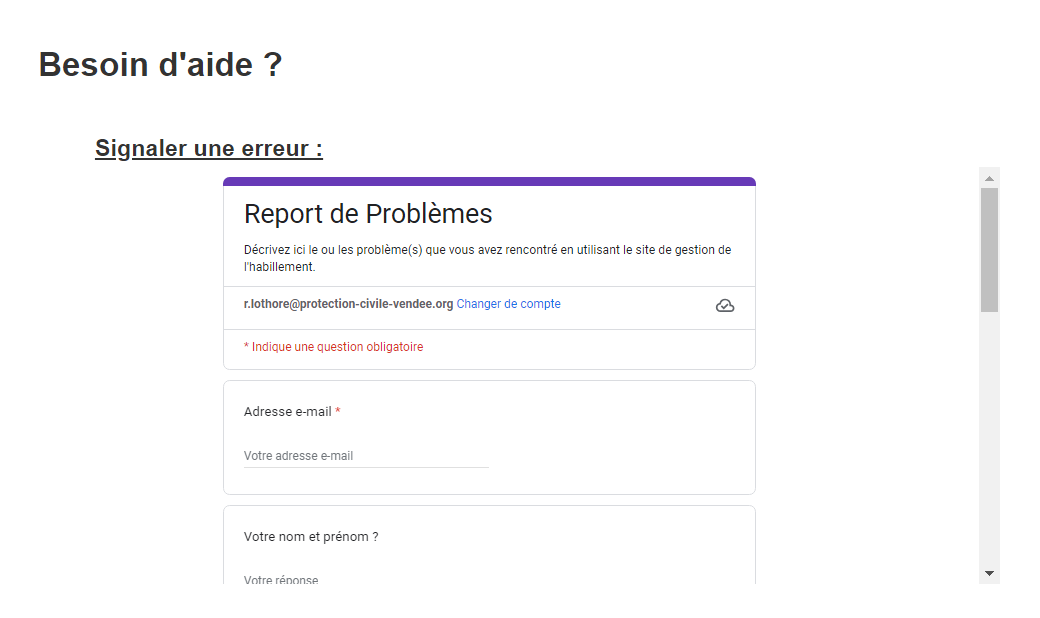 Besoin d'aide ?
Signaler une erreur :
Report de Problèmes
Décrivez ici le ou les problème(s) que vous avez rencontré en utilisant le site de gestion de
l'habillement.
r.lothore@protection-civile-vendee.org Changer de compte
* Indique une question obligatoire
Adresse e-mail *
Votre adresse e-mail
Votre nom et prénom ?
Votre réponse